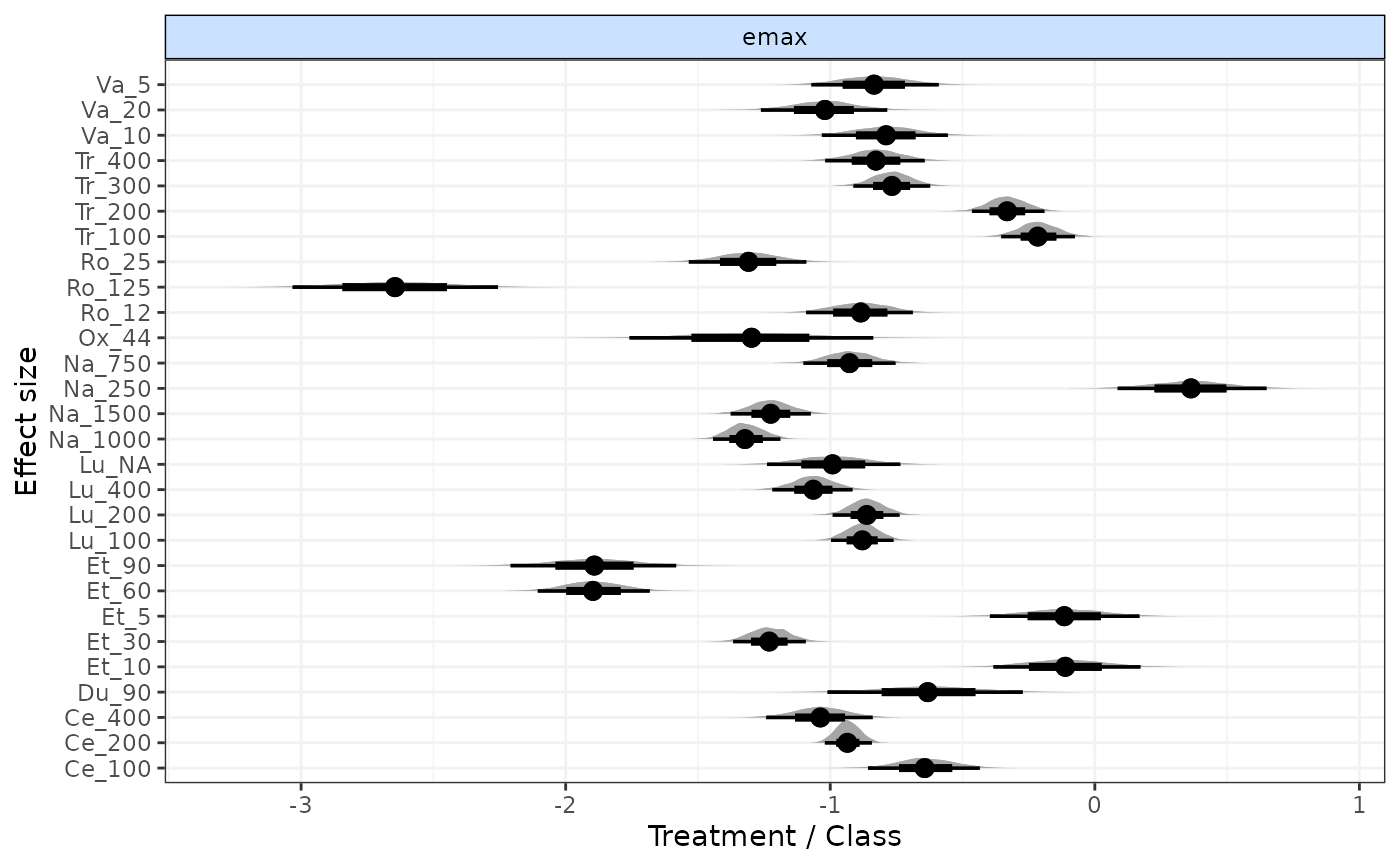 emax
Va_5
Va_20
Va_10
Tr_400
Tr_300
Tr_200
Tr_100
Ro_25
Ro_125
Ro_12
Ox_44
Na_750
Na_250
Na_1500
Na_1000
Lu_NA
Lu_400
Lu_200
Lu_100
Et_90
Et_60
Et_5
Et_30
Et_10
Du_90
Ce_400
Ce_200
Ce_100
Effect size
-3 -2 -1 0 1
Treatment / Class